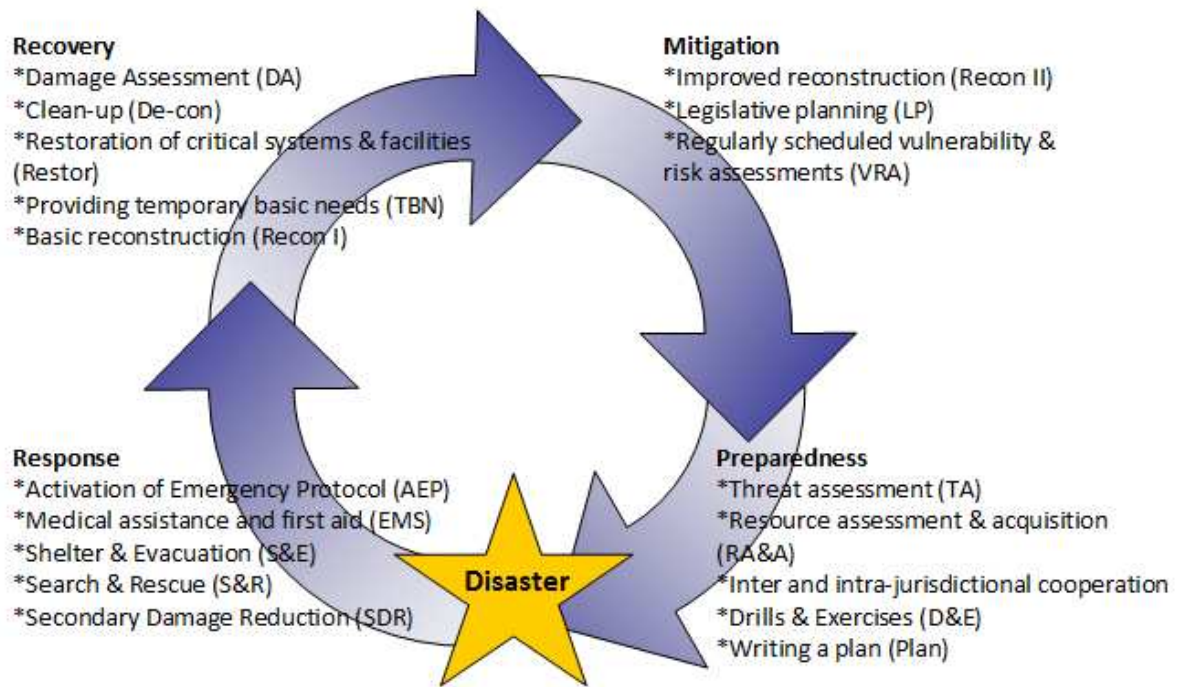 Recovery
*Damage Assessment (DA)
*Clean-up (De-con)
*Restoration of critical systems & facilities
(Restor)
*Providing temporary basic needs (TBN)
*Basic reconstruction (Recon I)
Mitigation
*Improved reconstruction (Recon II)
*Legislative planning (LP)
*Regularly scheduled vulnerability &
risk assessments (VRA)
Response
*Activation of Emergency Protocol (AEP)
*Medical assistance and first aid (EMS)
*Shelter & Evacuation (S&E)
*Search & Rescue (S&R)
*Secondary Damage Reduction (SDR)
Disaster
Preparedness
*Threat assessment (TA)
*Resource assessment & acquisition
(RA&A)
*Inter and intra-jurisdictional cooperation
*Drills & Exercises (D&E)
*Writing a plan (Plan)